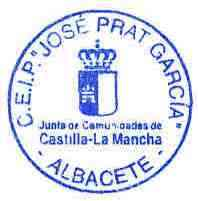 C.E.I.P. "JOSÉ PRAT GARCÍA"
Junta de Comunidades de
Castilla-La Mancha
- ALBACETE -